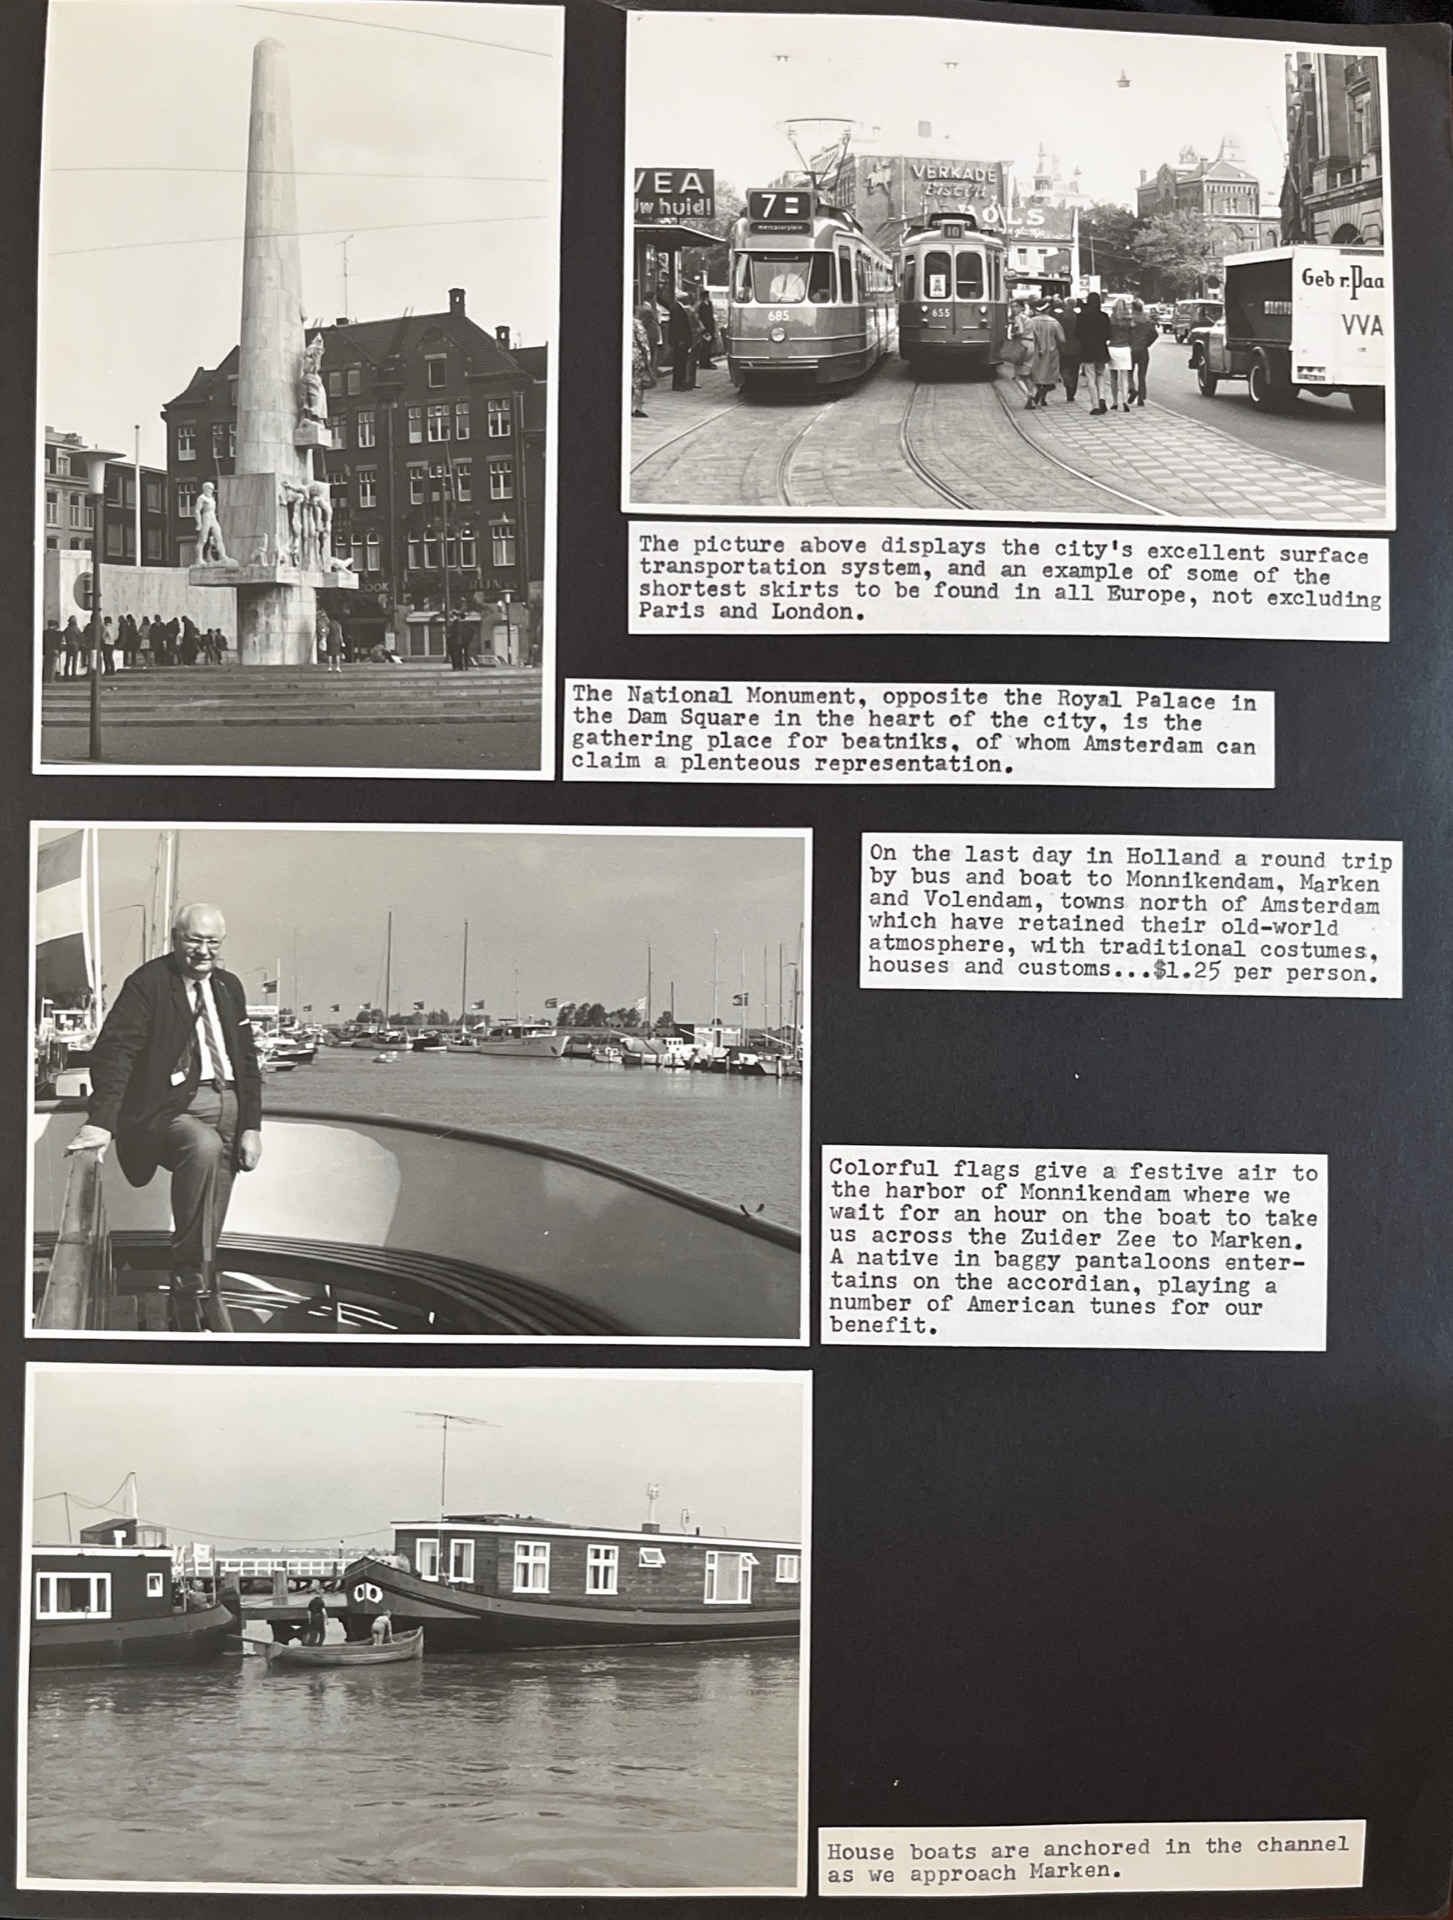 VEA
uw huid!
7
mercatorplein
685
10
655
VERKADE
Biscuit
BOLS
Gebr. Paa
VVA
The picture above displays the city's excellent surface
transportation system, and an example of some of the
shortest skirts to be found in all Europe, not excluding
Paris and London.
The National Monument, opposite the Royal Palace in
the Dam Square in the heart of the city, is the
gathering place for beatniks, of whom Amsterdam can
claim a plenteous representation.
On the last day in Holland a round trip
by bus and boat to Monnikendam, Marken
and Volendam, towns north of Amsterdam
which have retained their old-world
atmosphere, with traditional costumes,
houses and customs...$1.25 per person.
Colorful flags give a festive air to
the harbor of Monnikendam where we
wait for an hour on the boat to take
us across the Zuider Zee to Marken.
A native in baggy pantaloons enter-
tains on the accordian, playing a
number of American tunes for our
benefit.
House boats are anchored in the channel
as we approach Marken.